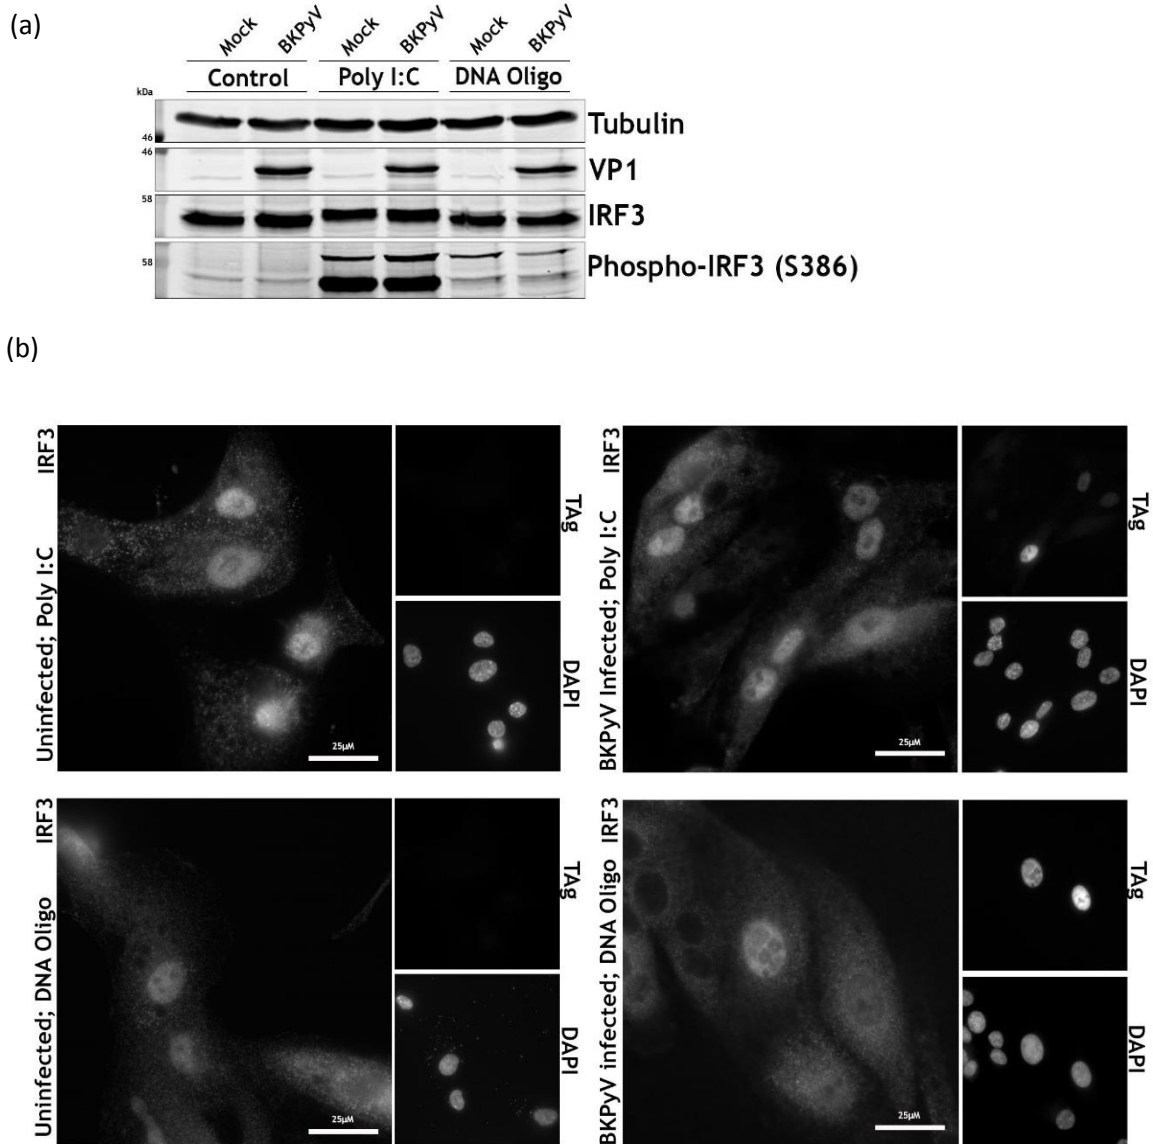 (a)
Mock BKPyV Mock BKPyV Mock BKPyV
Control Poly I:C DNA Oligo
kDa
Tubulin
46
46
VP1
58
IRF3
58
Phospho-IRF3 (S386)
(b)
Uninfected; Poly I:C IRF3
25µM
TAg
DAPI
BKPyV Infected; Poly I:C IRF3
25µM
TAg
DAPI
Uninfected; DNA Oligo IRF3
25µM
TAg
DAPI
BKPyV infected; DNA Oligo IRF3
25µM
TAg
DAPI